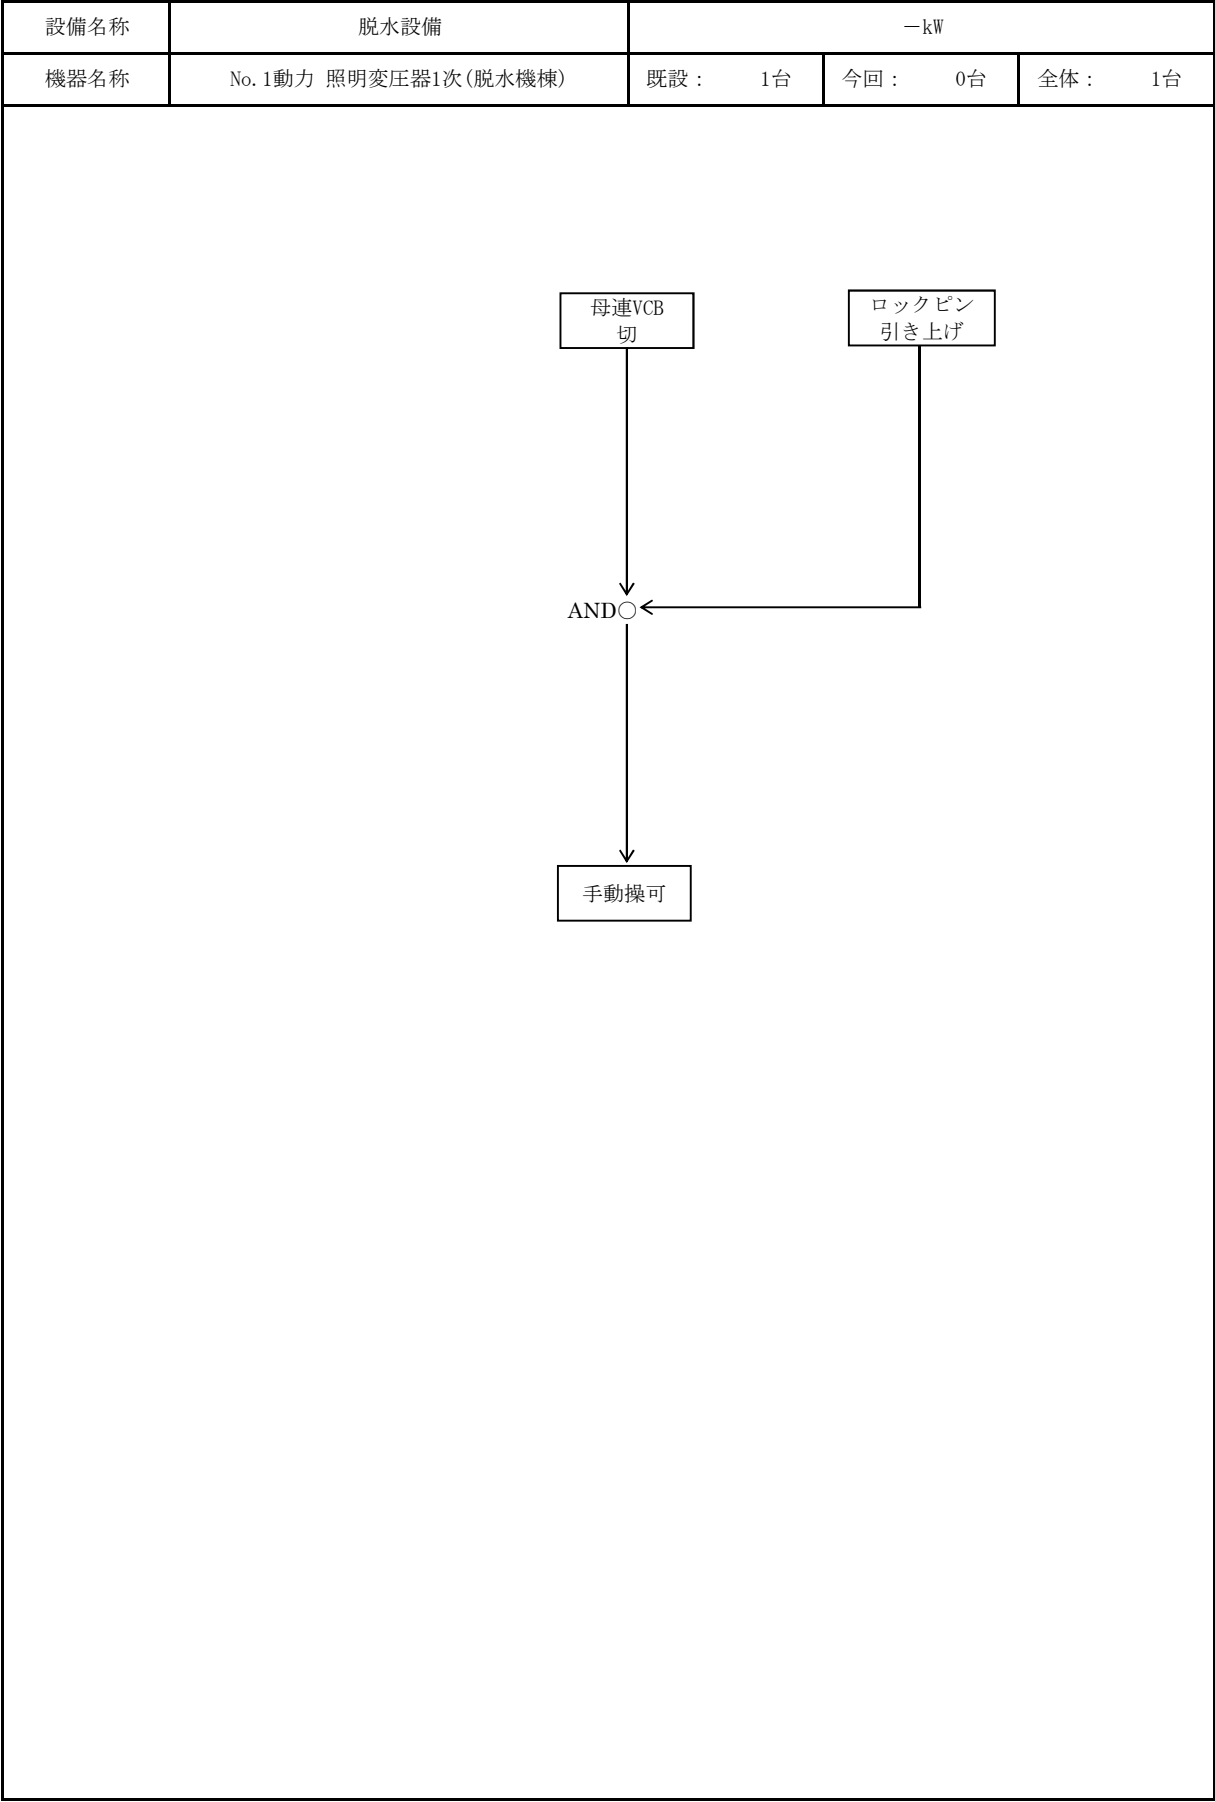 設備名称 脱水設備 －kW
機器名称 No.1動力 照明変圧器1次(脱水機棟) 既設： 1台 今回： 0台 全体： 1台
母連VCB
切
ロックピン
引き上げ
AND○
手動操可